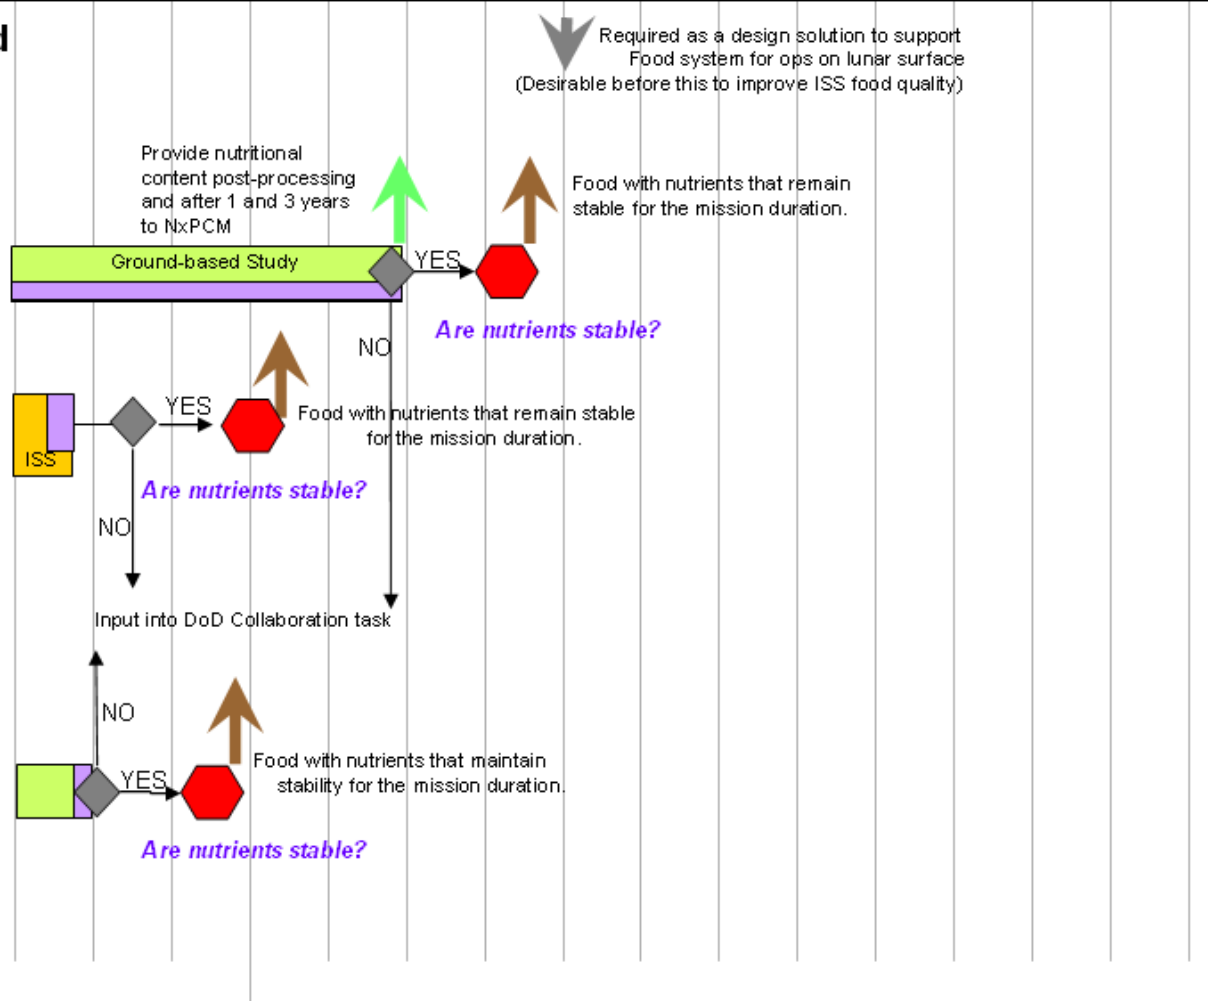 d
Required as a design solution to support
Food system for ops on lunar surface
(Desirable before this to improve ISS food quality)
Provide nutritional
content post-processing
and after 1 and 3 years
to NxPCM
Food with nutrients that remain
stable for the mission duration.
Ground-based Study
YES
Are nutrients stable?
NO
YES
Food with nutrients that remain stable
for the mission duration.
ISS
Are nutrients stable?
NO
Input into DoD Collaboration task
NO
Food with nutrients that maintain
stability for the mission duration.
YES
Are nutrients stable?